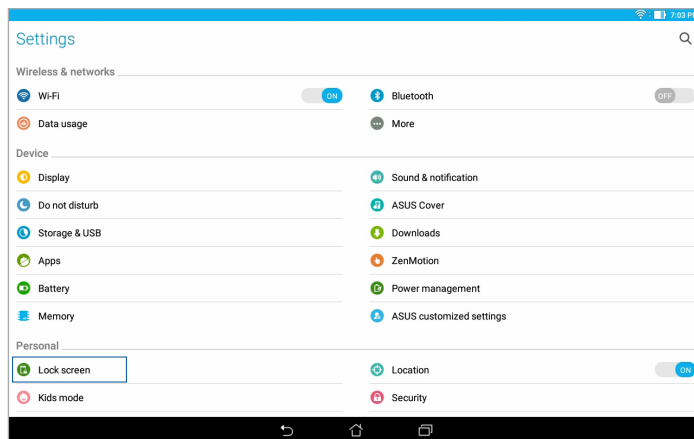 7:03 P
Settings
Wireless & networks
Wi-Fi ON Bluetooth OFF
Data usage More
Device
Display Sound & notification
Do not disturb ASUS Cover
Storage & USB Downloads
Apps ZenMotion
Battery Power management
Memory ASUS customized settings
Personal
Lock screen Location ON
Kids mode Security